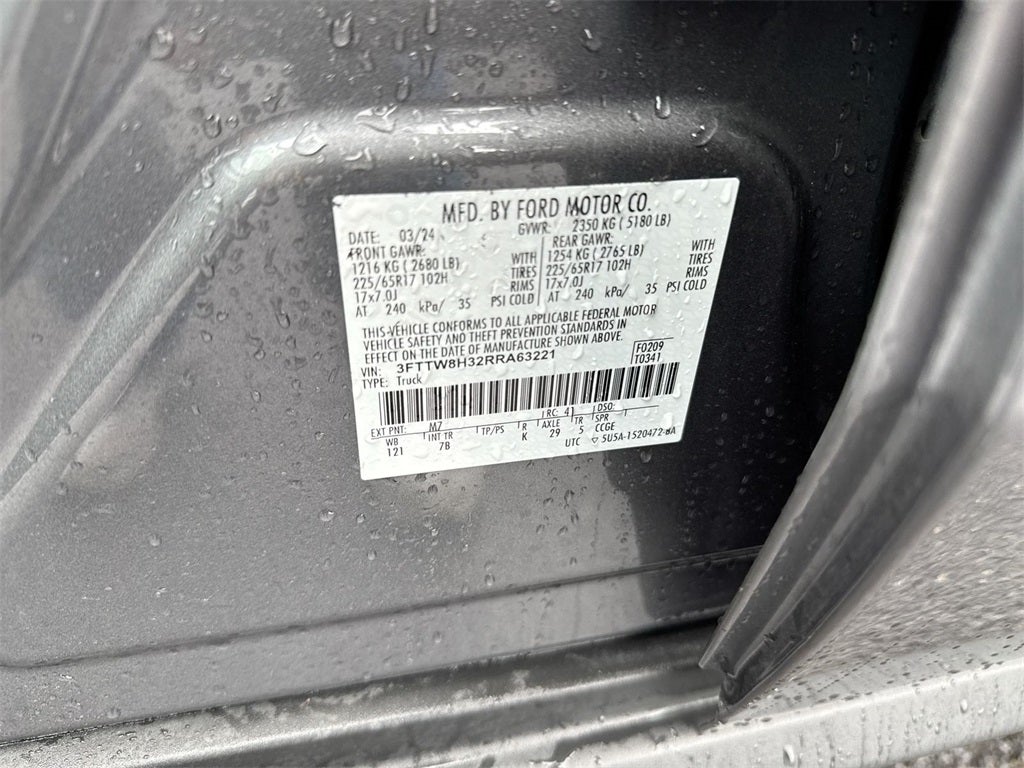 MFD. BY FORD MOTOR CO.
DATE: 03/24 GVWR: 2350 KG ( 5180 LB)
FRONT GAWR: REAR GAWR:
1216 KG ( 2680 LB) WITH 1254 KG ( 2765 LB) WITH
225/65R17 102H TIRES 225/65R17 102H TIRES
17x7.0J RIMS 17x7.0J RIMS
AT 240 kPa/ 35 PSI COLD AT 240 kPa/ 35 PSI COLD
THIS VEHICLE CONFORMS TO ALL APPLICABLE FEDERAL MOTOR
VEHICLE SAFETY AND THEFT PREVENTION STANDARDS IN
EFFECT ON THE DATE OF MANUFACTURE SHOWN ABOVE.
VIN: 3FTTW8H32RRA63221 F0209
TYPE: Truck T0341
EXT PNT: M7 RC: 41 DSO:
WB INT TR TP/PS R AXLE TR SPR
121 7B K 29 5 CCGE
UTC 5U5A-1520472-BA